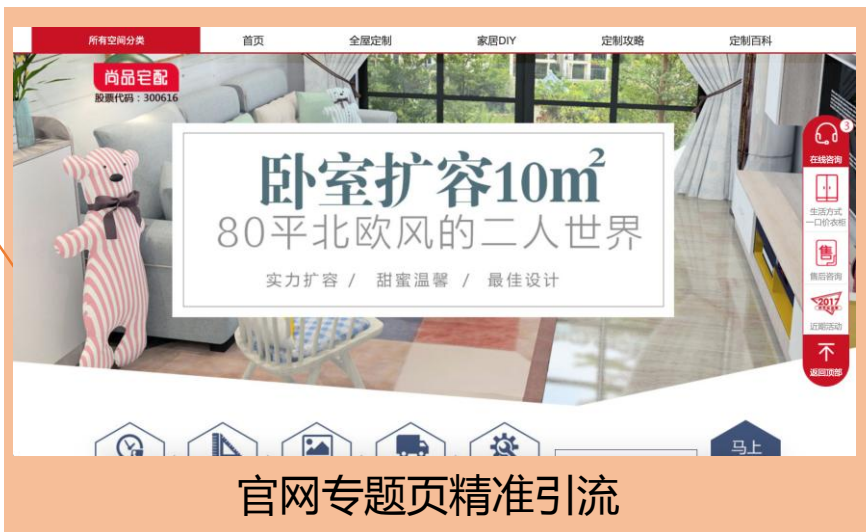 所有空间分类 首页 全屋定制 家居DIY 定制攻略 定制百科
尚品宅配
股票代码：300616
卧室扩容10㎡
80平北欧风的二人世界
实力扩容 / 甜蜜温馨 / 最佳设计
3
在线咨询
生活方式
一口价衣柜
售
售后咨询
2017
近期活动
返回顶部
马上
官网专题页精准引流